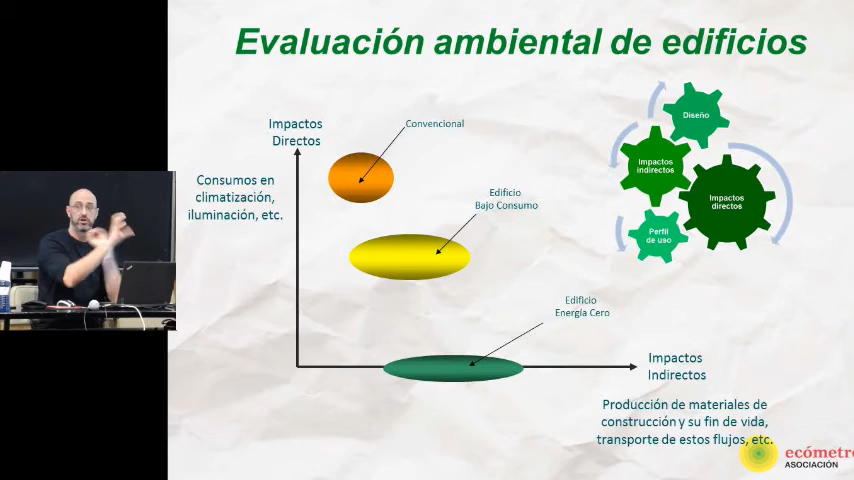 Evaluación ambiental de edificios
Impactos
Directos
Convencional
Consumos en
climatización,
iluminación, etc.
Edificio
Bajo Consumo
Diseño
Impactos
indirectos
Impactos
directos
Perfil
de uso
Edificio
Energía Cero
Impactos
Indirectos
Producción de materiales de
construcción y su fin de vida,
transporte de estos flujos, etc.
ecómetro
ASOCIACIÓN